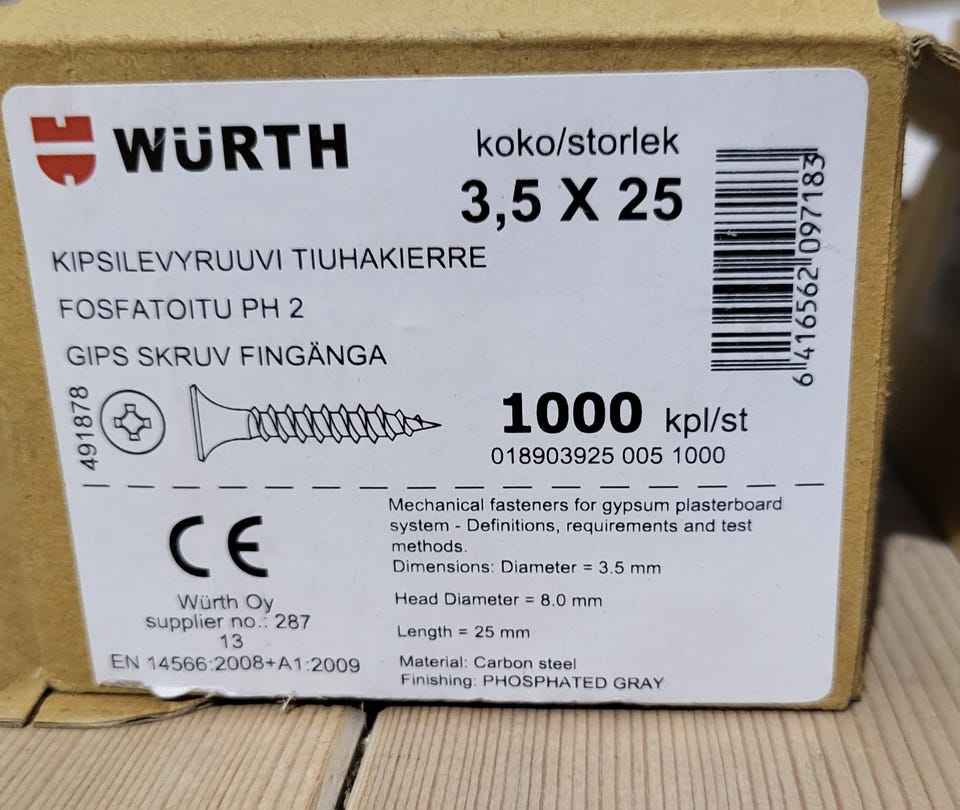 WÜRTH
koko/storlek
3,5 X 25
6 416562 097183
KIPSILEVYRUUVI TIUHAKIERRE
FOSFATOITU PH 2
GIPS SKRUV FINGÄNGA
491878
1000 kpl/st
018903925 005 1000
CE
Würth Oy
supplier no.: 287
13
EN 14566:2008+A1:2009
Mechanical fasteners for gypsum plasterboard
system - Definitions, requirements and test
methods.
Dimensions: Diameter = 3.5 mm
Head Diameter = 8.0 mm
Length = 25 mm
Material: Carbon steel
Finishing: PHOSPHATED GRAY